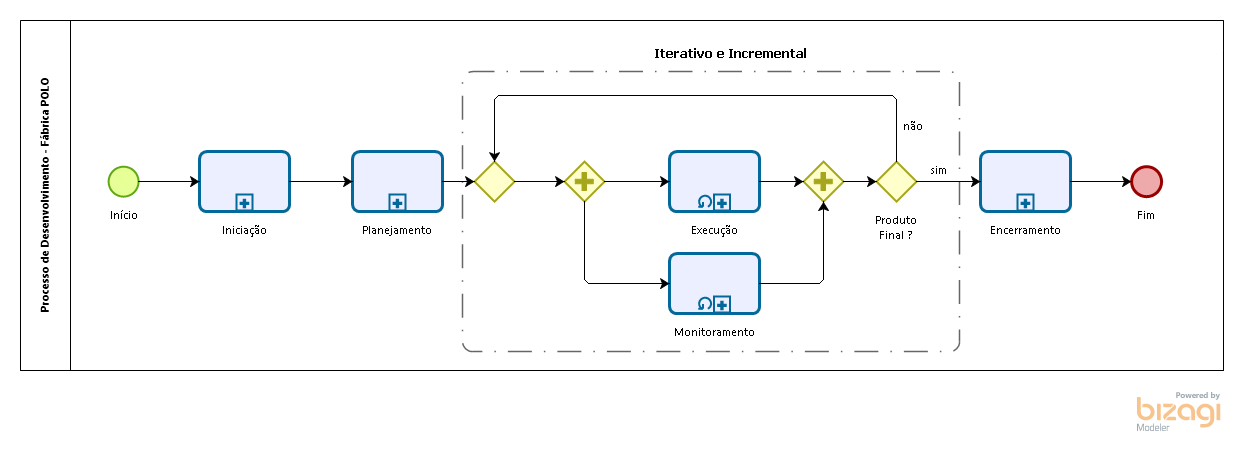 Processo de Desenvolvimento - Fábrica POLO
Iterativo e Incremental
não
sim
Início
Iniciação
Planejamento
Execução
Produto
Final ?
Encerramento
Fim
Monitoramento
Powered by
bizagi
Modeler